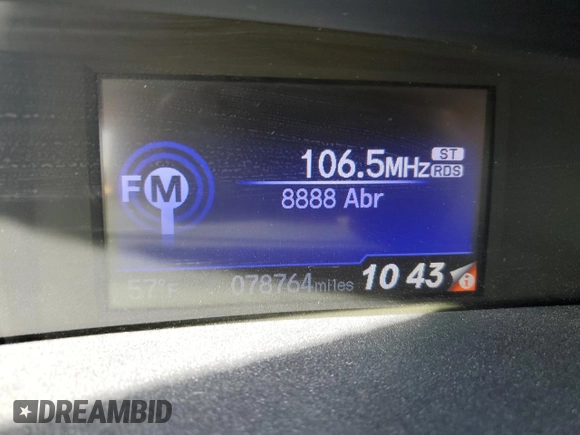 106.5MHz ST
FM RDS
8888 Abr
57° 078764miles 10 43 i
DREAMBID